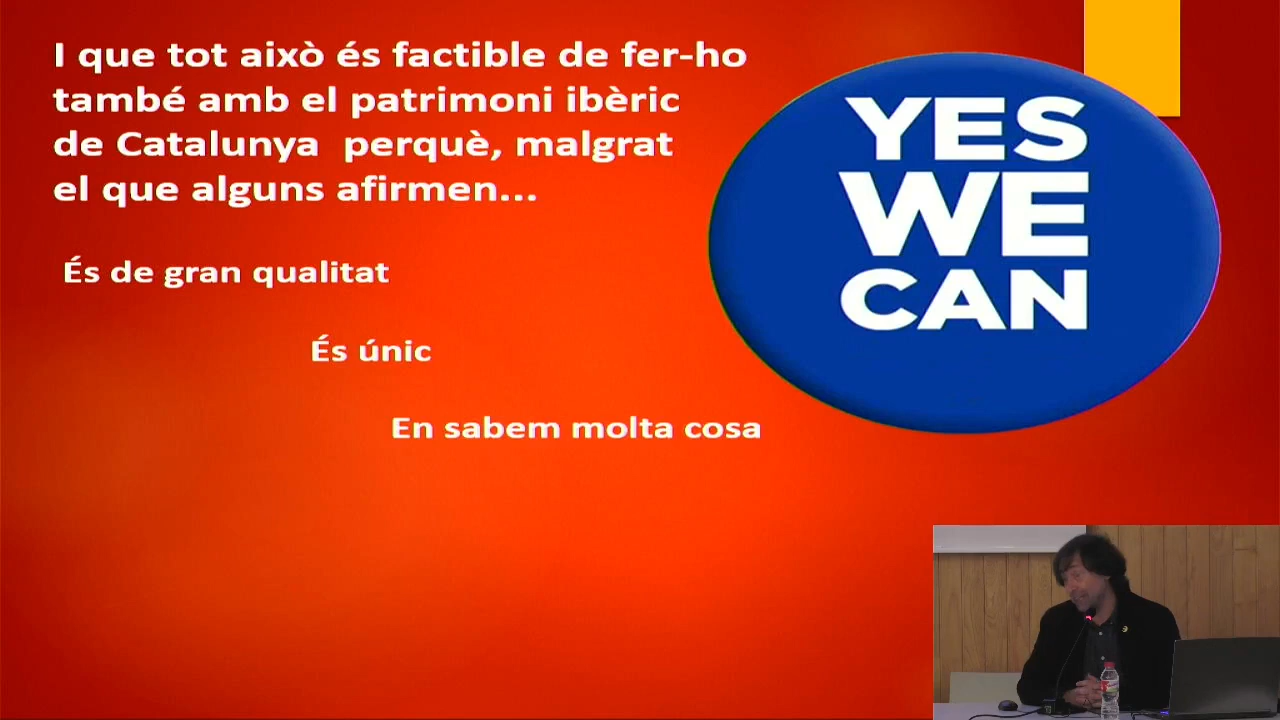 I que tot això és factible de fer-ho
també amb el patrimoni ibèric
de Catalunya  perquè, malgrat
el que alguns afirmen...
YES
WE
CAN
És de gran qualitat
És únic
En sabem molta cosa